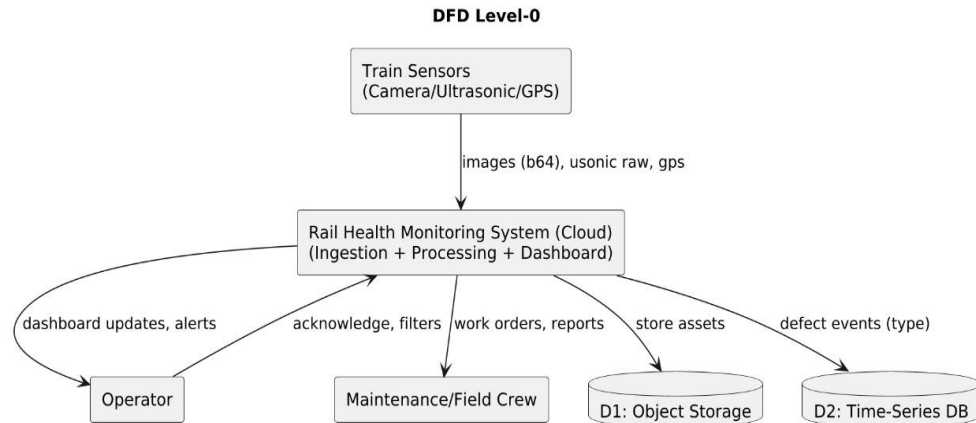 DFD Level-0
Train Sensors
(Camera/Ultrasonic/GPS)
images (b64), usonic raw, gps
Rail Health Monitoring System (Cloud)
(Ingestion + Processing + Dashboard)
dashboard updates, alerts
acknowledge, filters
work orders, reports
store assets
defect events (type)
Operator
Maintenance/Field Crew
D1: Object Storage
D2: Time-Series DB